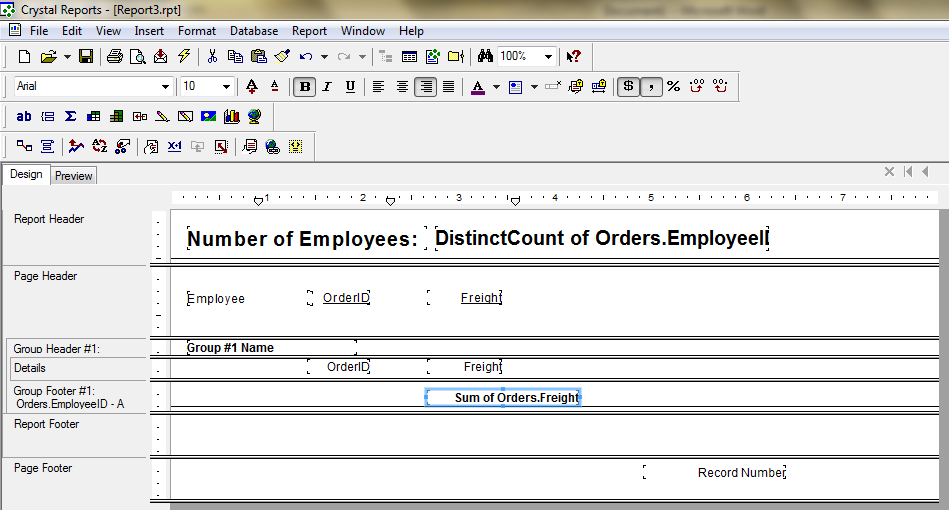 Crystal Reports - [Report3.rpt]
File Edit View Insert Format Database Report Window Help
100%
Arial 10 A A B I U A $ , %
ab Σ
x-1
Design Preview
1 2 3 4 5 6 7
Report Header
Number of Employees: DistinctCount of Orders.EmployeeI
Page Header
Employee OrderID Freight
Group Header #1:
Group #1 Name
Details OrderID Freight
Group Footer #1:
Orders.EmployeeID - A
Sum of Orders.Freight
Report Footer
Page Footer
Record Number